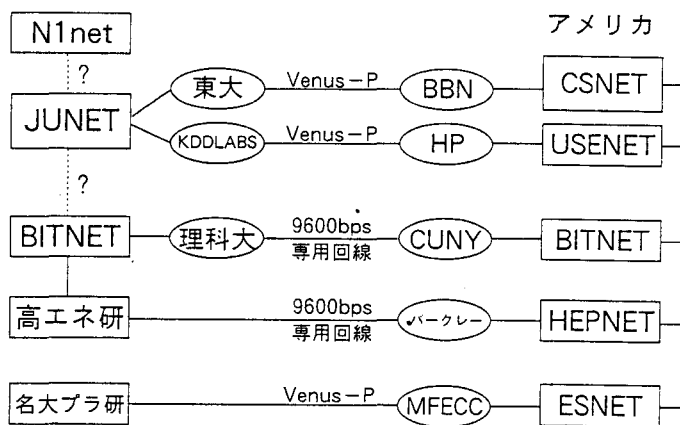 アメリカ
N1net
?
JUNET
東大
Venus-P
BBN
CSNET
KDDLABS
Venus-P
HP
USENET
?
BITNET
理科大
9600bps
専用回線
CUNY
BITNET
高エネ研
9600bps
専用回線
バークレー
HEPNET
名大プラ研
Venus-P
MFECC
ESNET